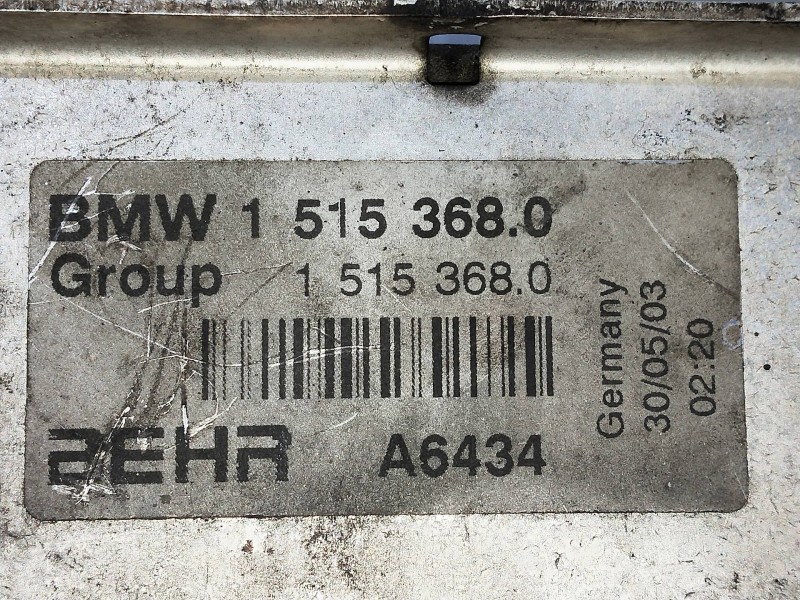 BMW 1 515 368.0
Group 1 515 368.0
BEHR A6434
Germany
30/05/03
02:20